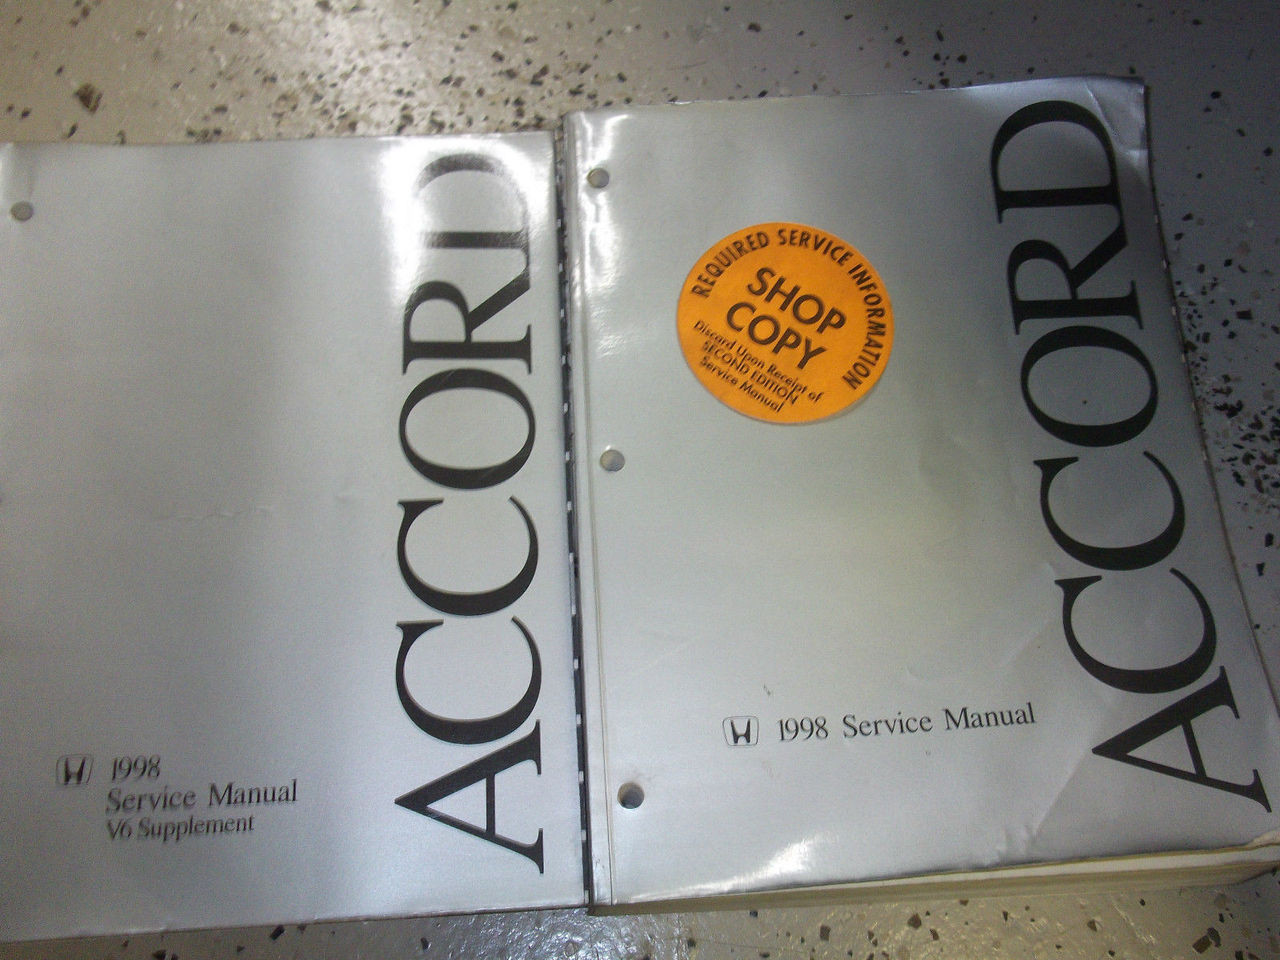 ACCORD
1998
Service Manual
V6 Supplement
REQUIRED SERVICE INFORMATION
SHOP
COPY
Discard Upon Receipt of
SECOND EDITION
Service Manual
ACCORD
1998 Service Manual